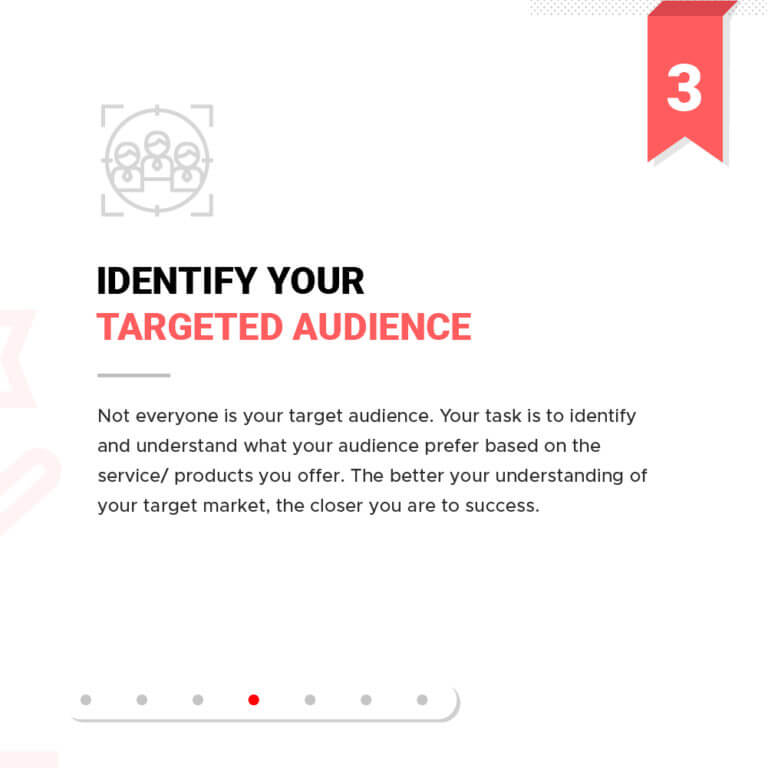 3
IDENTIFY YOUR
TARGETED AUDIENCE
Not everyone is your target audience. Your task is to identify
and understand what your audience prefer based on the
service/ products you offer. The better your understanding of
your target market, the closer you are to success.